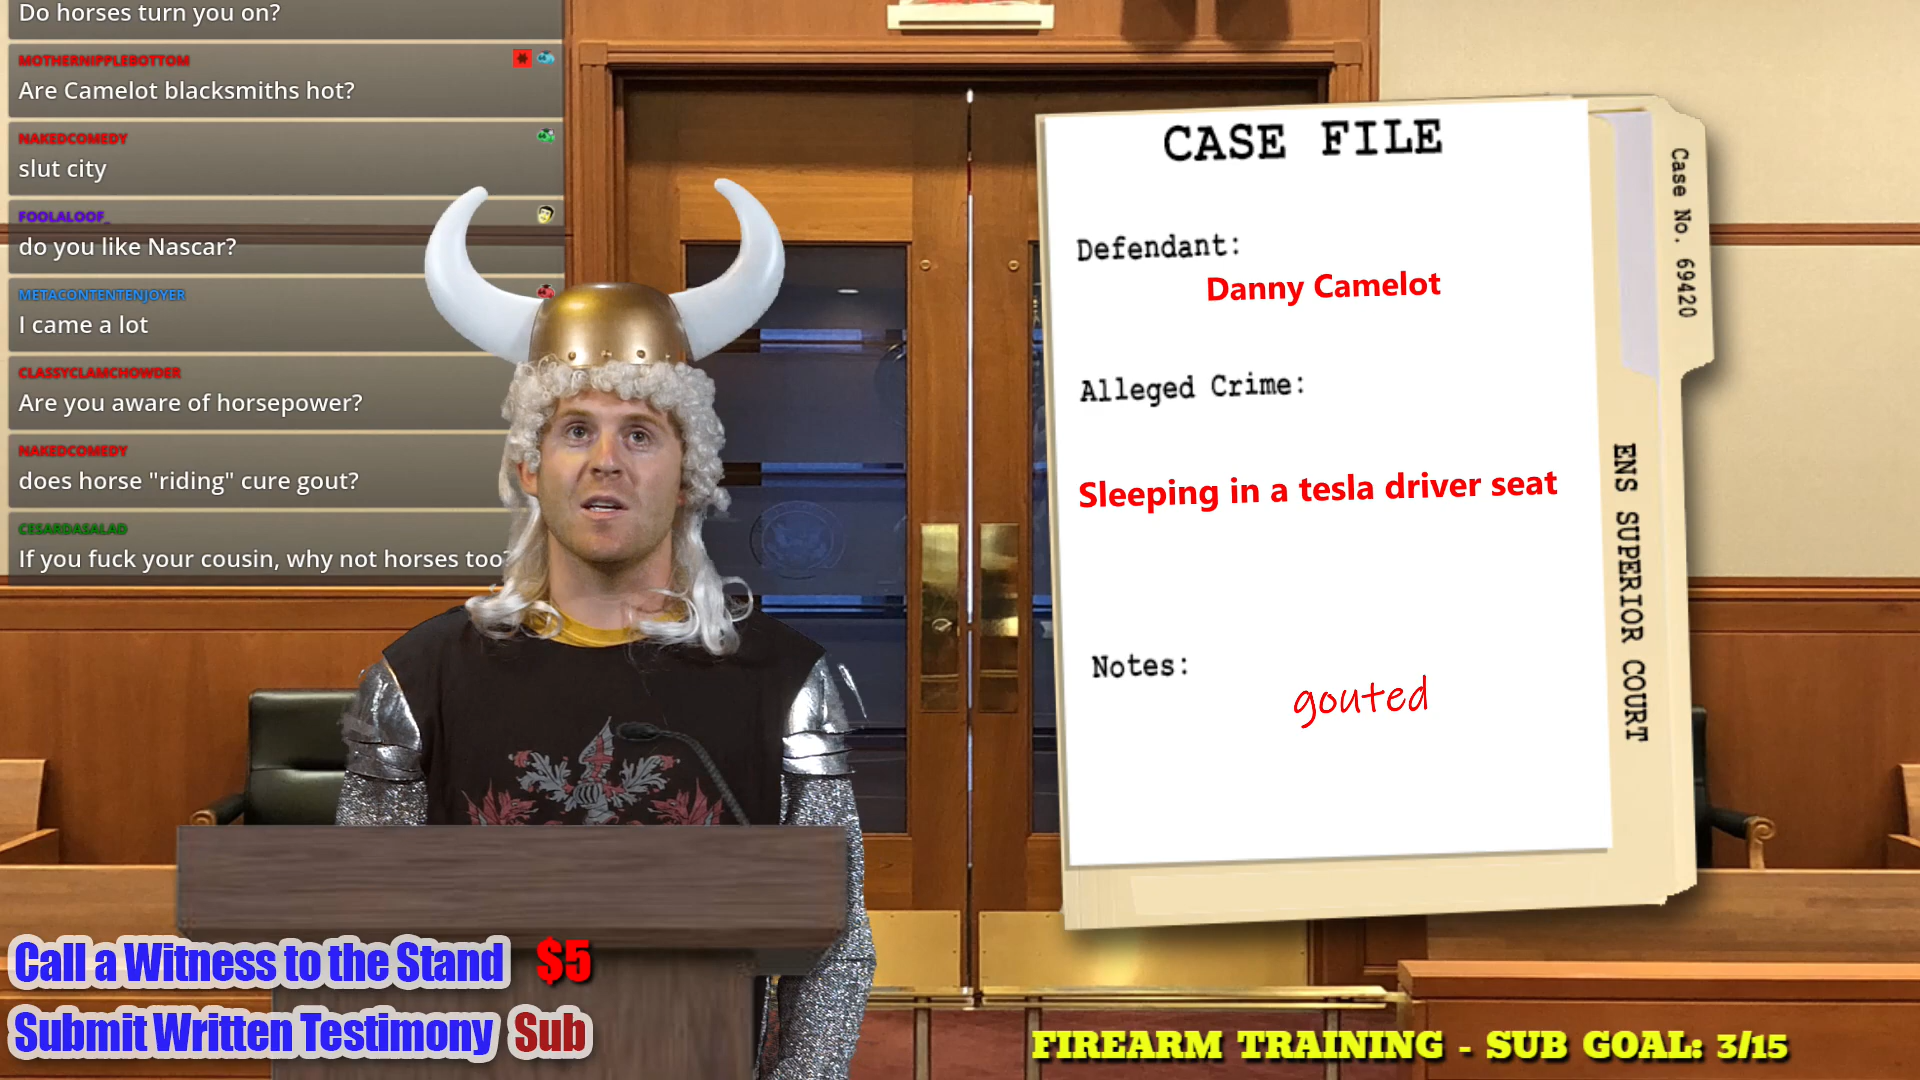 Do horses turn you on?
MOTHERNIPPLEBOTTOM
Are Camelot blacksmiths hot?
NAKEDCOMEDY
slut city
FOOLALOOF_
do you like Nascar?
METACONTENTENJOYER
I came a lot
CLASSYCLAMCHOWDER
Are you aware of horsepower?
NAKEDCOMEDY
does horse "riding" cure gout?
CESARDASALAD
If you fuck your cousin, why not horses too?
CASE FILE
Defendant:
Danny Camelot
Alleged Crime:
Sleeping in a tesla driver seat
Notes:
gouted
Case No. 69420
ENS SUPERIOR COURT
Call a Witness to the Stand $5
Submit Written Testimony Sub
FIREARM TRAINING - SUB GOAL: 3/15